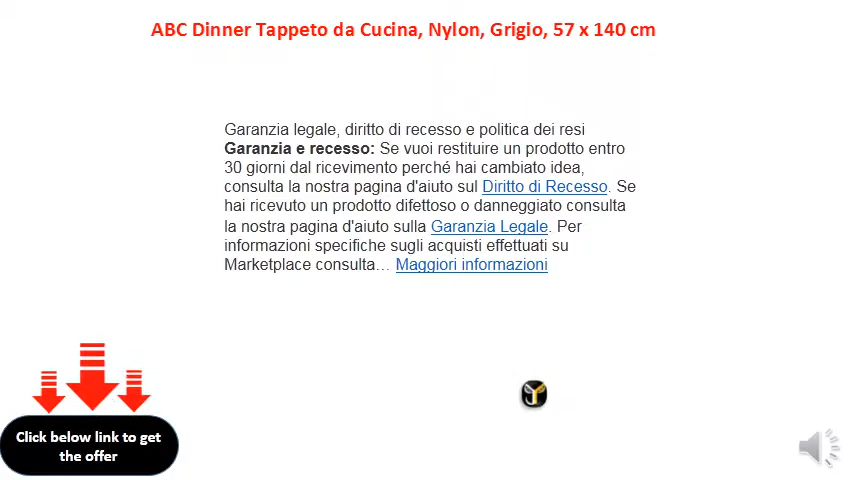 ABC Dinner Tappeto da Cucina, Nylon, Grigio, 57 x 140 cm
Garanzia legale, diritto di recesso e politica dei resi
Garanzia e recesso: Se vuoi restituire un prodotto entro
30 giorni dal ricevimento perché hai cambiato idea,
consulta la nostra pagina d'aiuto sul Diritto di Recesso. Se
hai ricevuto un prodotto difettoso o danneggiato consulta
la nostra pagina d'aiuto sulla Garanzia Legale. Per
informazioni specifiche sugli acquisti effettuati su
Marketplace consulta… Maggiori informazioni
Click below link to get
the offer